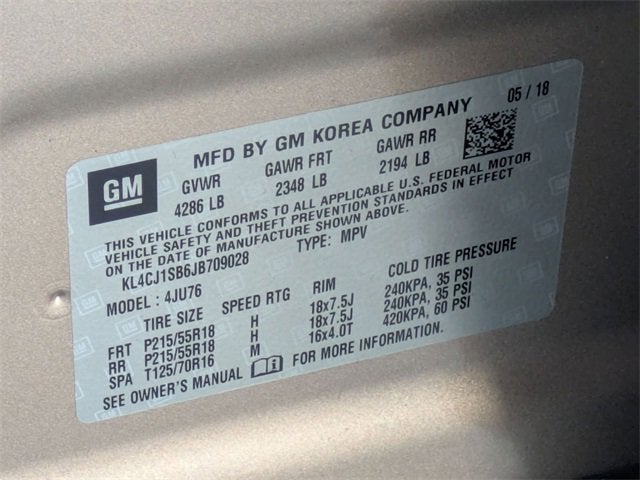 MFD BY GM KOREA COMPANY 05 / 18
GM
GVWR GAWR FRT GAWR RR
4286 LB 2348 LB 2194 LB
THIS VEHICLE CONFORMS TO ALL APPLICABLE U.S. FEDERAL MOTOR
VEHICLE SAFETY AND THEFT PREVENTION STANDARDS IN EFFECT
ON THE DATE OF MANUFACTURE SHOWN ABOVE.
KL4CJ1SB6JB709028 TYPE: MPV
MODEL : 4JU76
TIRE SIZE SPEED RTG RIM COLD TIRE PRESSURE
FRT P215/55R18 H 18x7.5J 240KPA, 35 PSI
RR P215/55R18 H 18x7.5J 240KPA, 35 PSI
SPA T125/70R16 M 16x4.0T 420KPA, 60 PSI
SEE OWNER'S MANUAL FOR MORE INFORMATION.